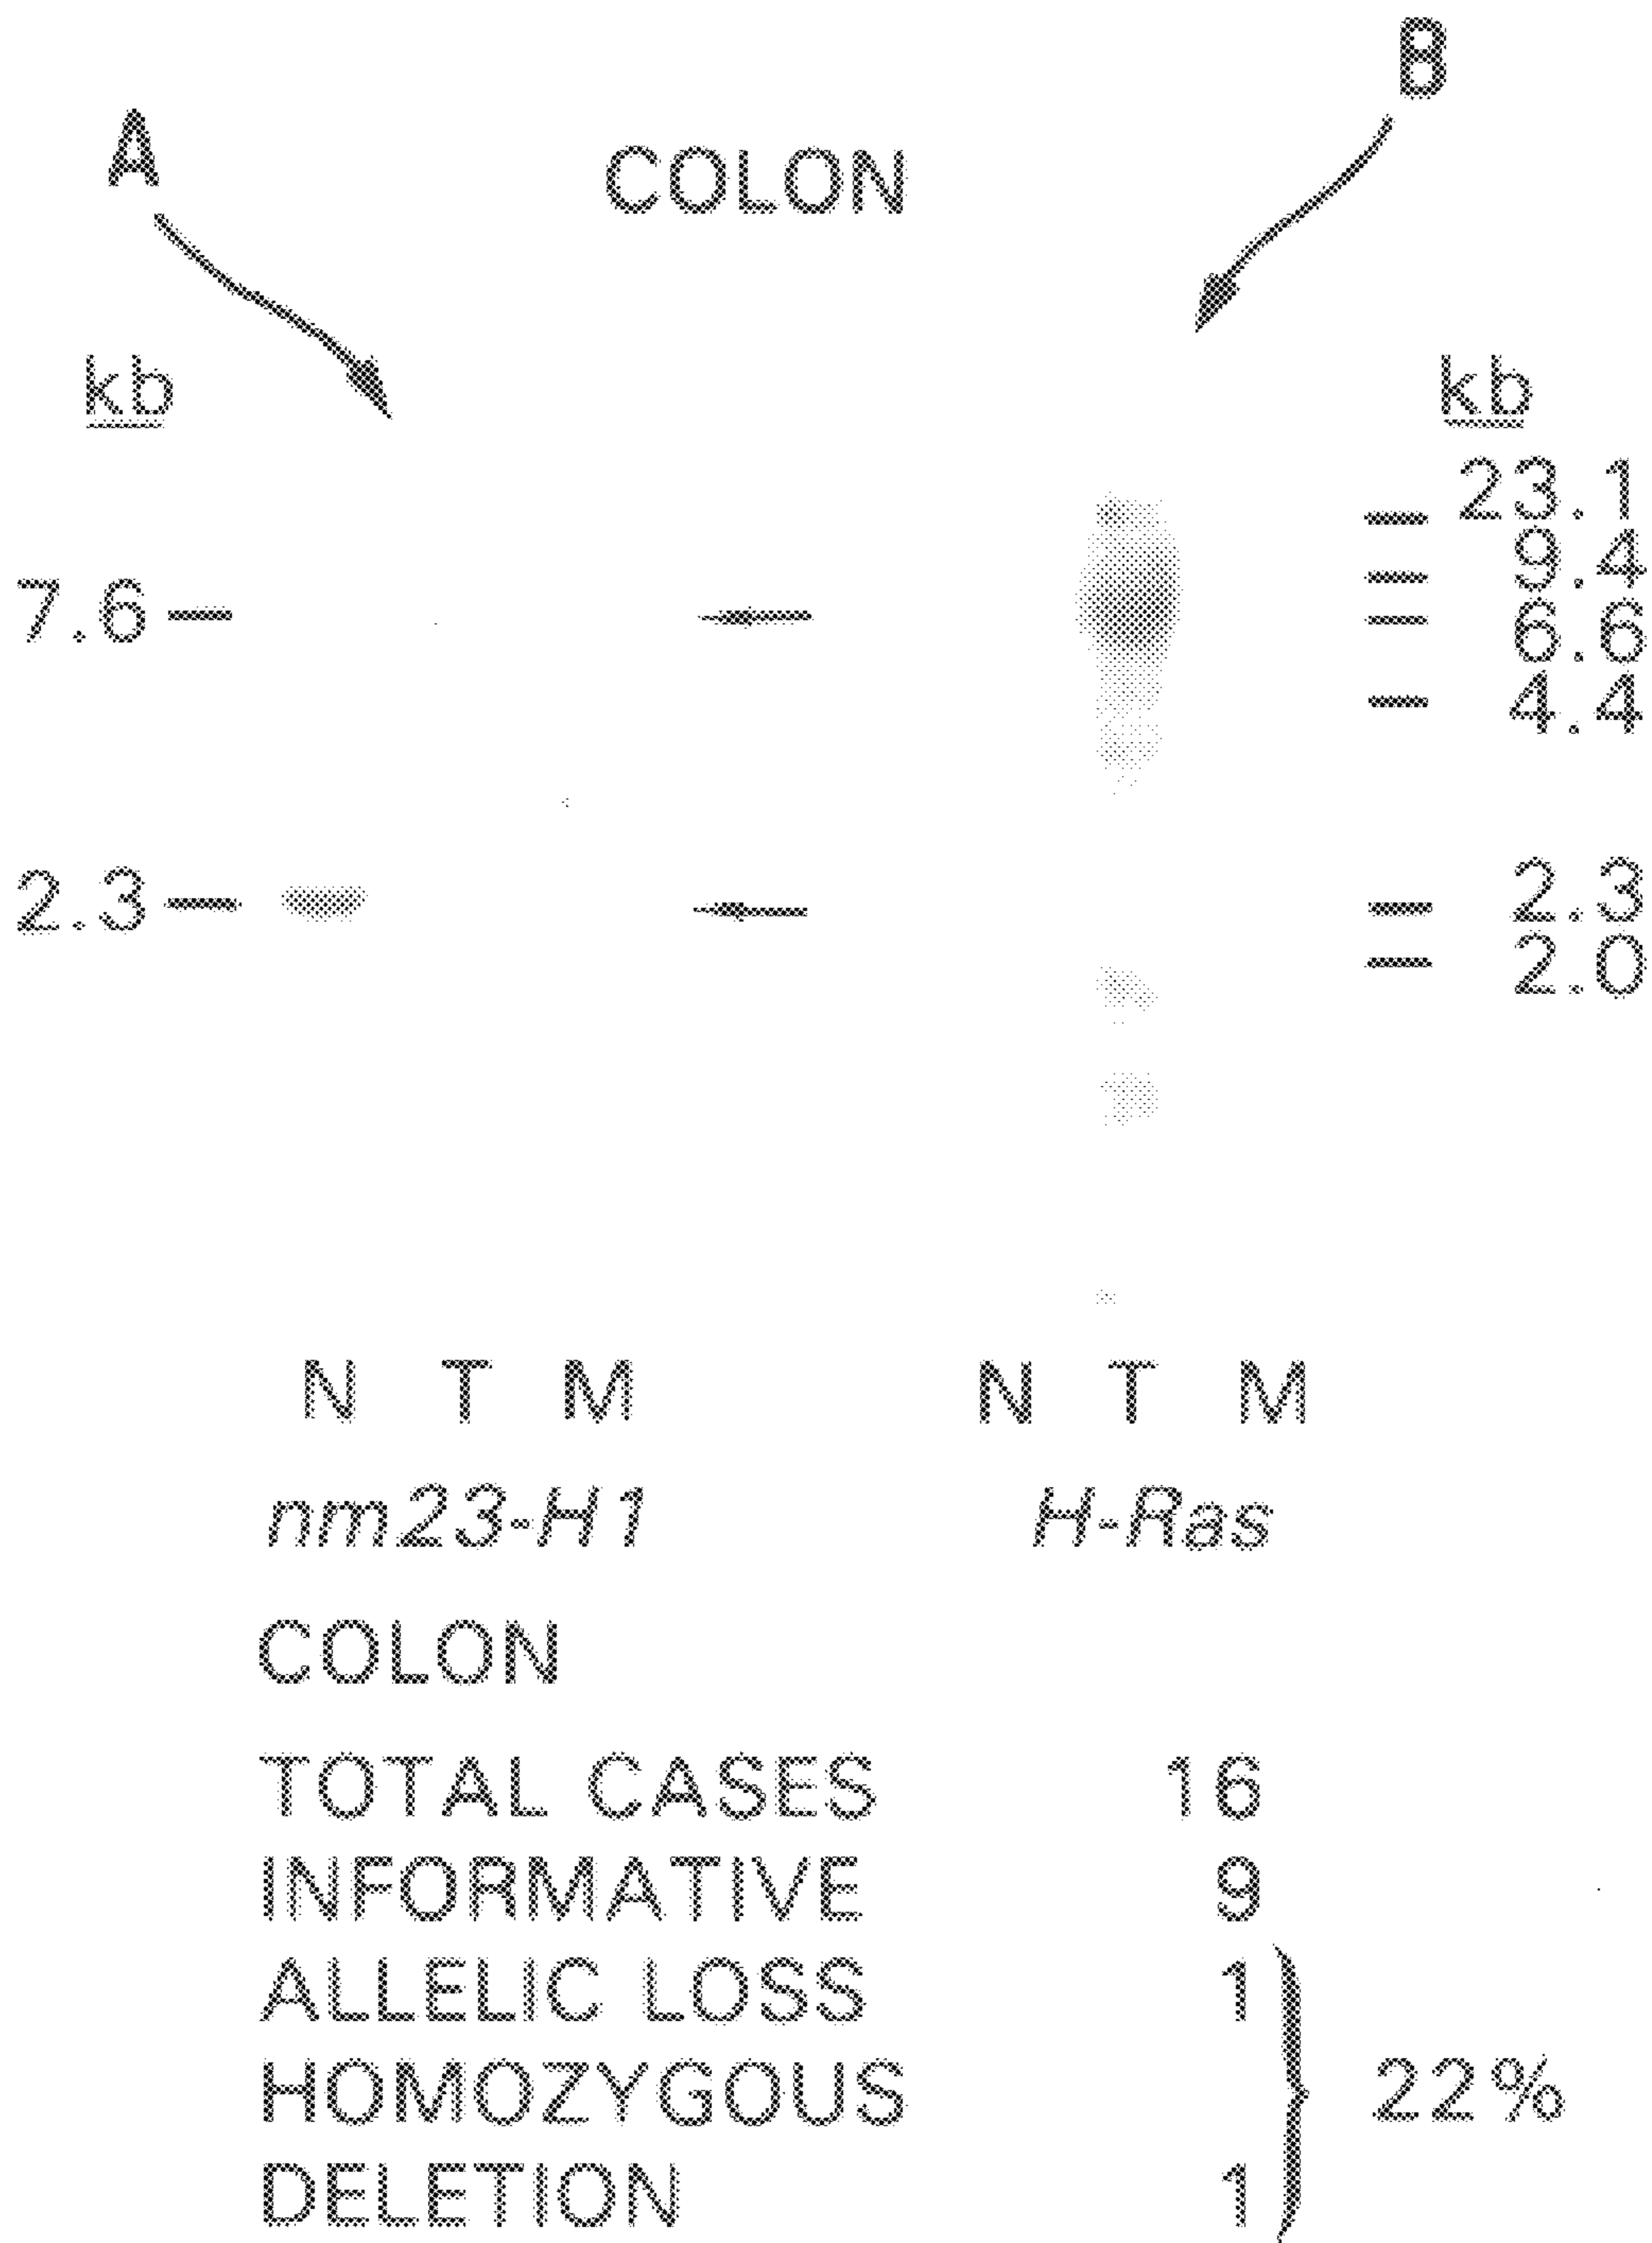 A
B
COLON
kb
kb
23.1
9.4
7.6
6.6
4.4
2.3
2.3
2.0
N T M
N T M
nm23-H1
H-Ras
COLON
TOTAL CASES 16
INFORMATIVE 9
ALLELIC LOSS 1
HOMOZYGOUS
22%
DELETION 1